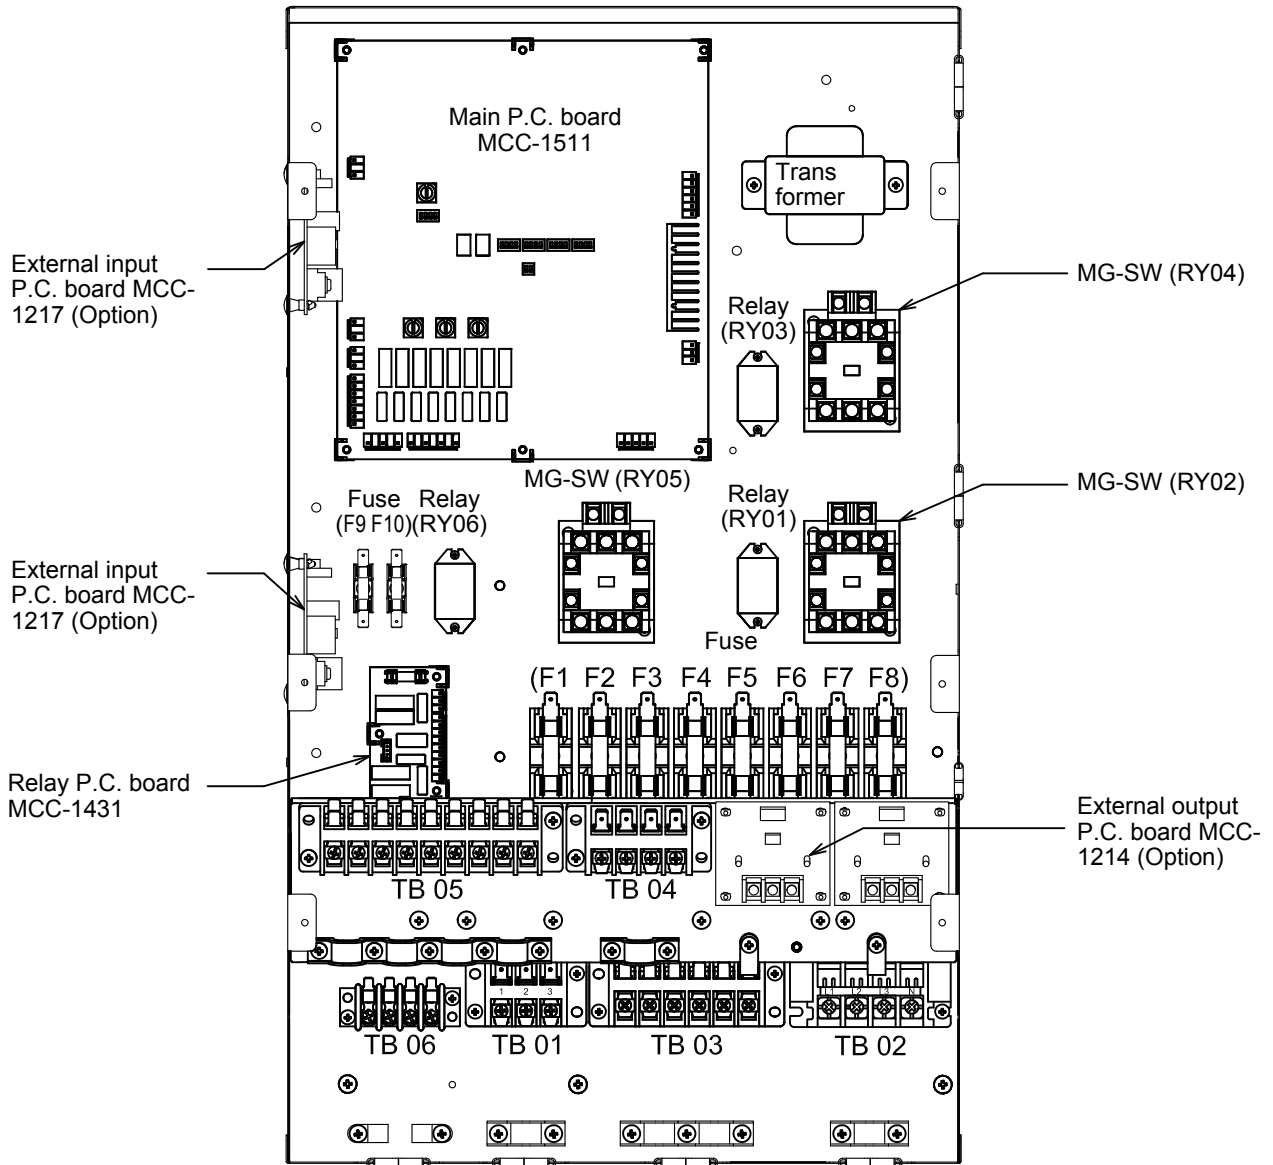 Main P.C. board
MCC-1511
Trans
former
External input
P.C. board MCC-
1217 (Option)
MG-SW (RY04)
Relay
(RY03)
MG-SW (RY05)
MG-SW (RY02)
Fuse
(F9 F10)
Relay
(RY06)
Relay
(RY01)
External input
P.C. board MCC-
1217 (Option)
Fuse
(F1 F2 F3 F4 F5 F6 F7 F8)
Relay P.C. board
MCC-1431
External output
P.C. board MCC-
1214 (Option)
TB 05
TB 04
1 2 3
L1 L2 L3 N
TB 06
TB 01
TB 03
TB 02